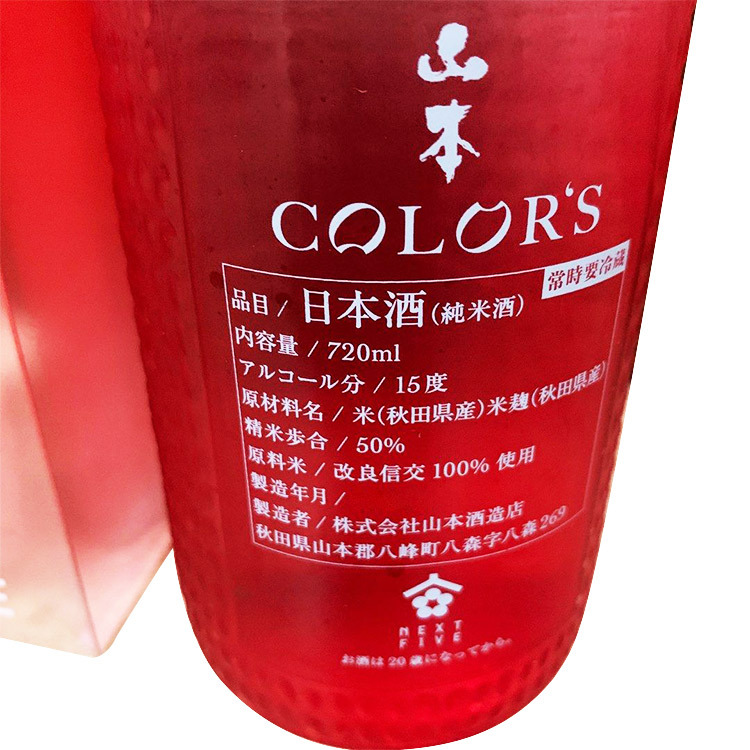 山本
COLOR'S
常時要冷蔵
品目 / 日本酒(純米酒)
内容量 / 720ml
アルコール分 / 15度
原材料名 / 米(秋田県産)米麹(秋田県産)
精米歩合 / 50%
原料米 / 改良信交100% 使用
製造年月 /
製造者 / 株式会社山本酒造店
秋田県山本郡八峰町八森字八森269
NEXT
FIVE
お酒は20歳になってから。